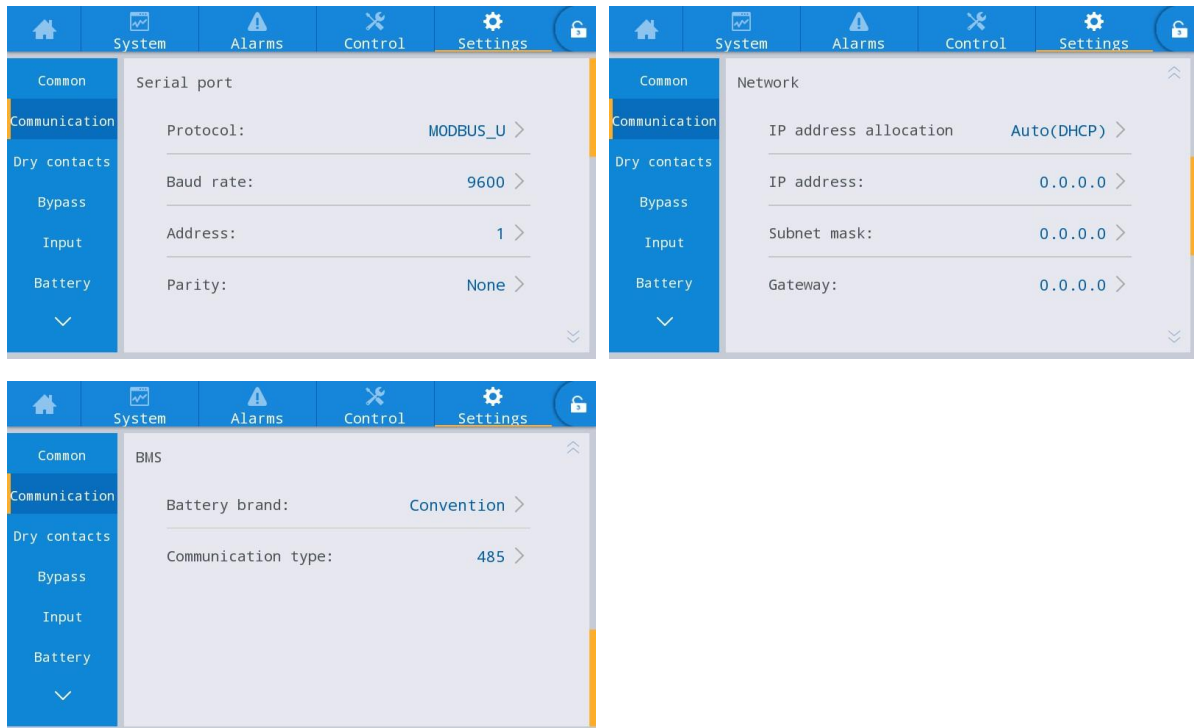 System Alarms Control Settings 3
Common
Communication
Dry contacts
Bypass
Input
Battery
Serial port
Protocol: MODBUS_U
Baud rate: 9600
Address: 1
Parity: None
System Alarms Control Settings 3
Common
Communication
Dry contacts
Bypass
Input
Battery
Network
IP address allocation Auto(DHCP)
IP address: 0.0.0.0
Subnet mask: 0.0.0.0
Gateway: 0.0.0.0
System Alarms Control Settings 3
Common
Communication
Dry contacts
Bypass
Input
Battery
BMS
Battery brand: Convention
Communication type: 485